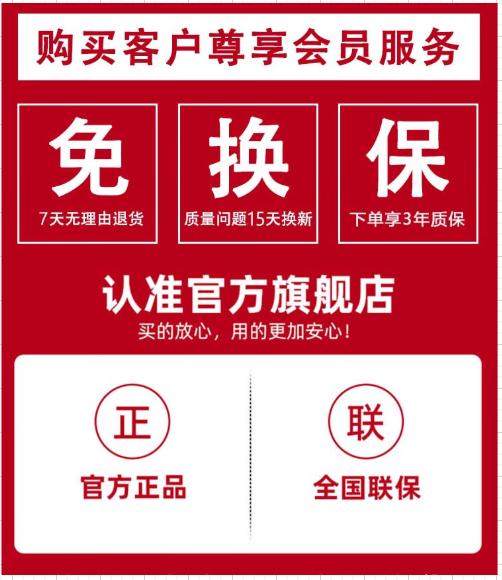 购买客户尊享会员服务
免 换 保
7天无理由退货 质量问题15天换新 下单享3年质保
认准官方旗舰店
买的放心，用的更加安心！
正 联
官方正品 全国联保